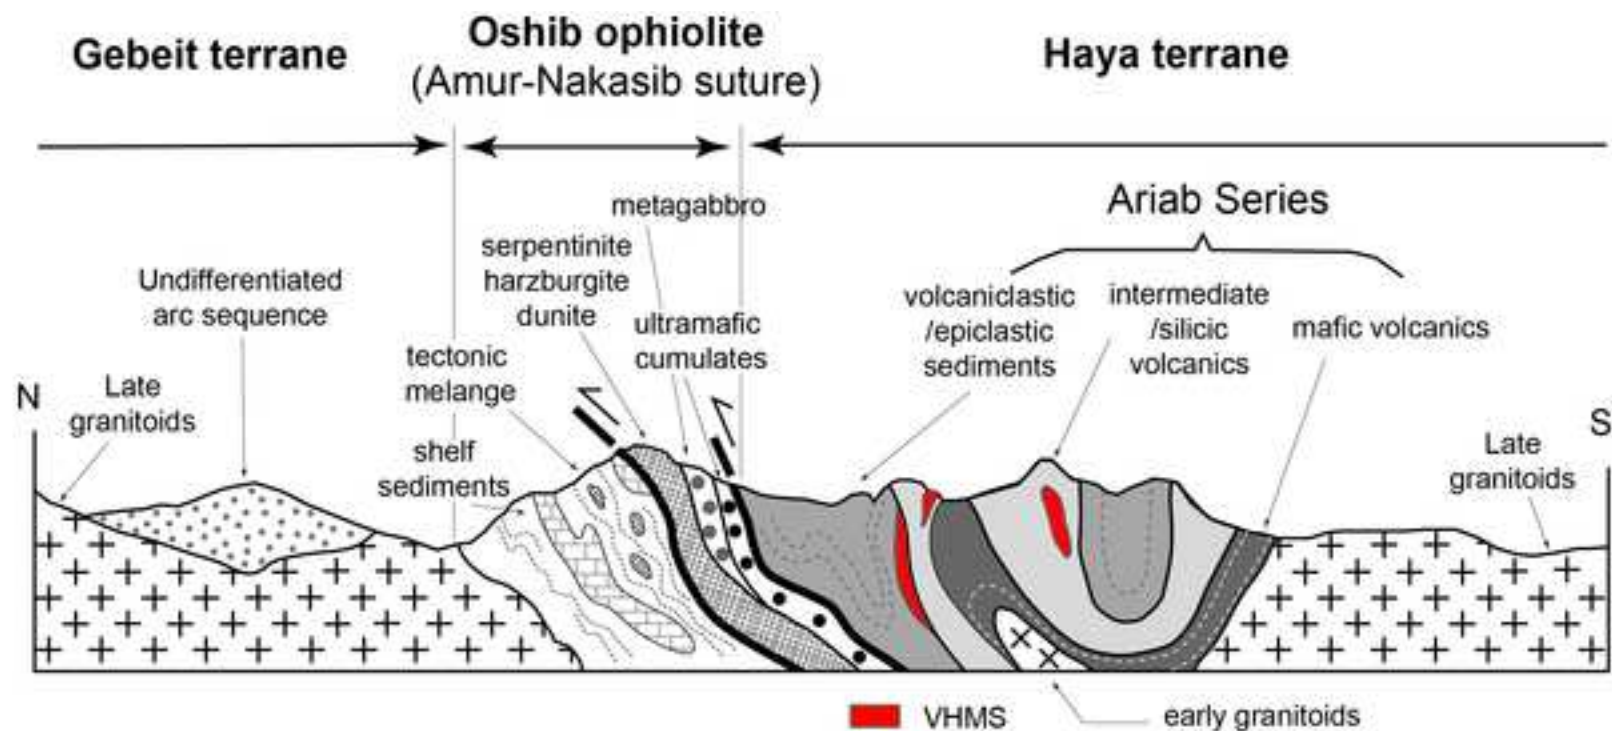 Gebeit terrane
Oshib ophiolite
(Amur-Nakasib suture)
Haya terrane
Ariab Series
metagabbro
serpentinite
harzburgite
dunite
Undifferentiated
arc sequence
volcaniclastic
/epiclastic
sediments
intermediate
/silicic
volcanics
mafic volcanics
ultramafic
cumulates
tectonic
melange
N
Late
granitoids
shelf
sediments
S
Late
granitoids
VHMS
early granitoids